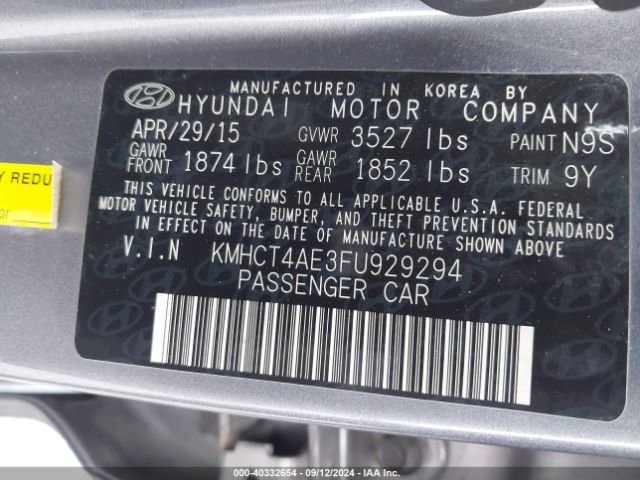 MANUFACTURED IN KOREA BY
HYUNDAI MOTOR COMPANY
APR/29/15 GVWR 3527 lbs PAINT N9S
GAWR FRONT 1874 lbs GAWR REAR 1852 lbs TRIM 9Y
THIS VEHICLE CONFORMS TO ALL APPLICABLE U.S.A. FEDERAL
MOTOR VEHICLE SAFETY, BUMPER, AND THEFT PREVENTION STANDARDS
IN EFFECT ON THE DATE OF MANUFACTURE SHOWN ABOVE
V.I.N KMHCT4AE3FU929294
PASSENGER CAR
Y REDU
or
000-40332654 - 09/12/2024 - IAA Inc.